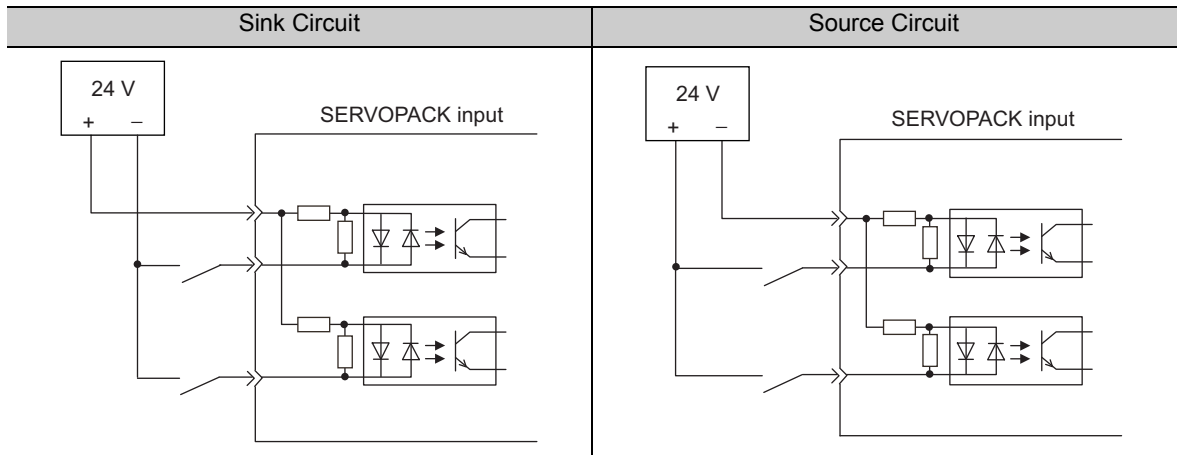 Sink Circuit
Source Circuit
24 V
+ −
SERVOPACK input
24 V
+ −
SERVOPACK input